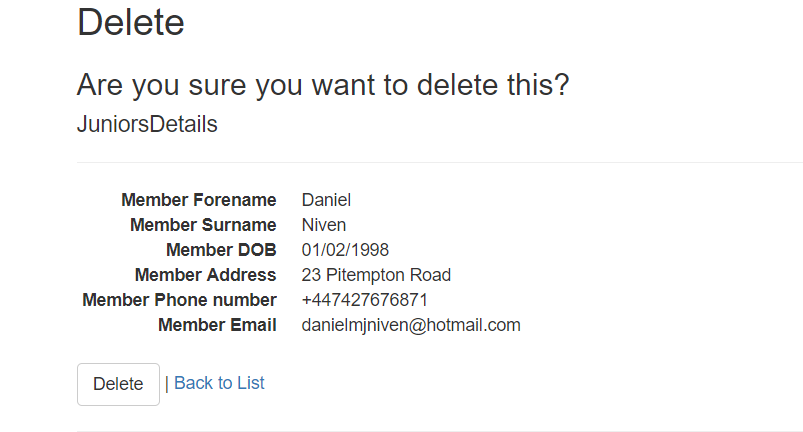 Delete
Are you sure you want to delete this?
JuniorsDetails
Member Forename Daniel
Member Surname Niven
Member DOB 01/02/1998
Member Address 23 Pitempton Road
Member Phone number +447427676871
Member Email danielmjniven@hotmail.com
Delete | Back to List